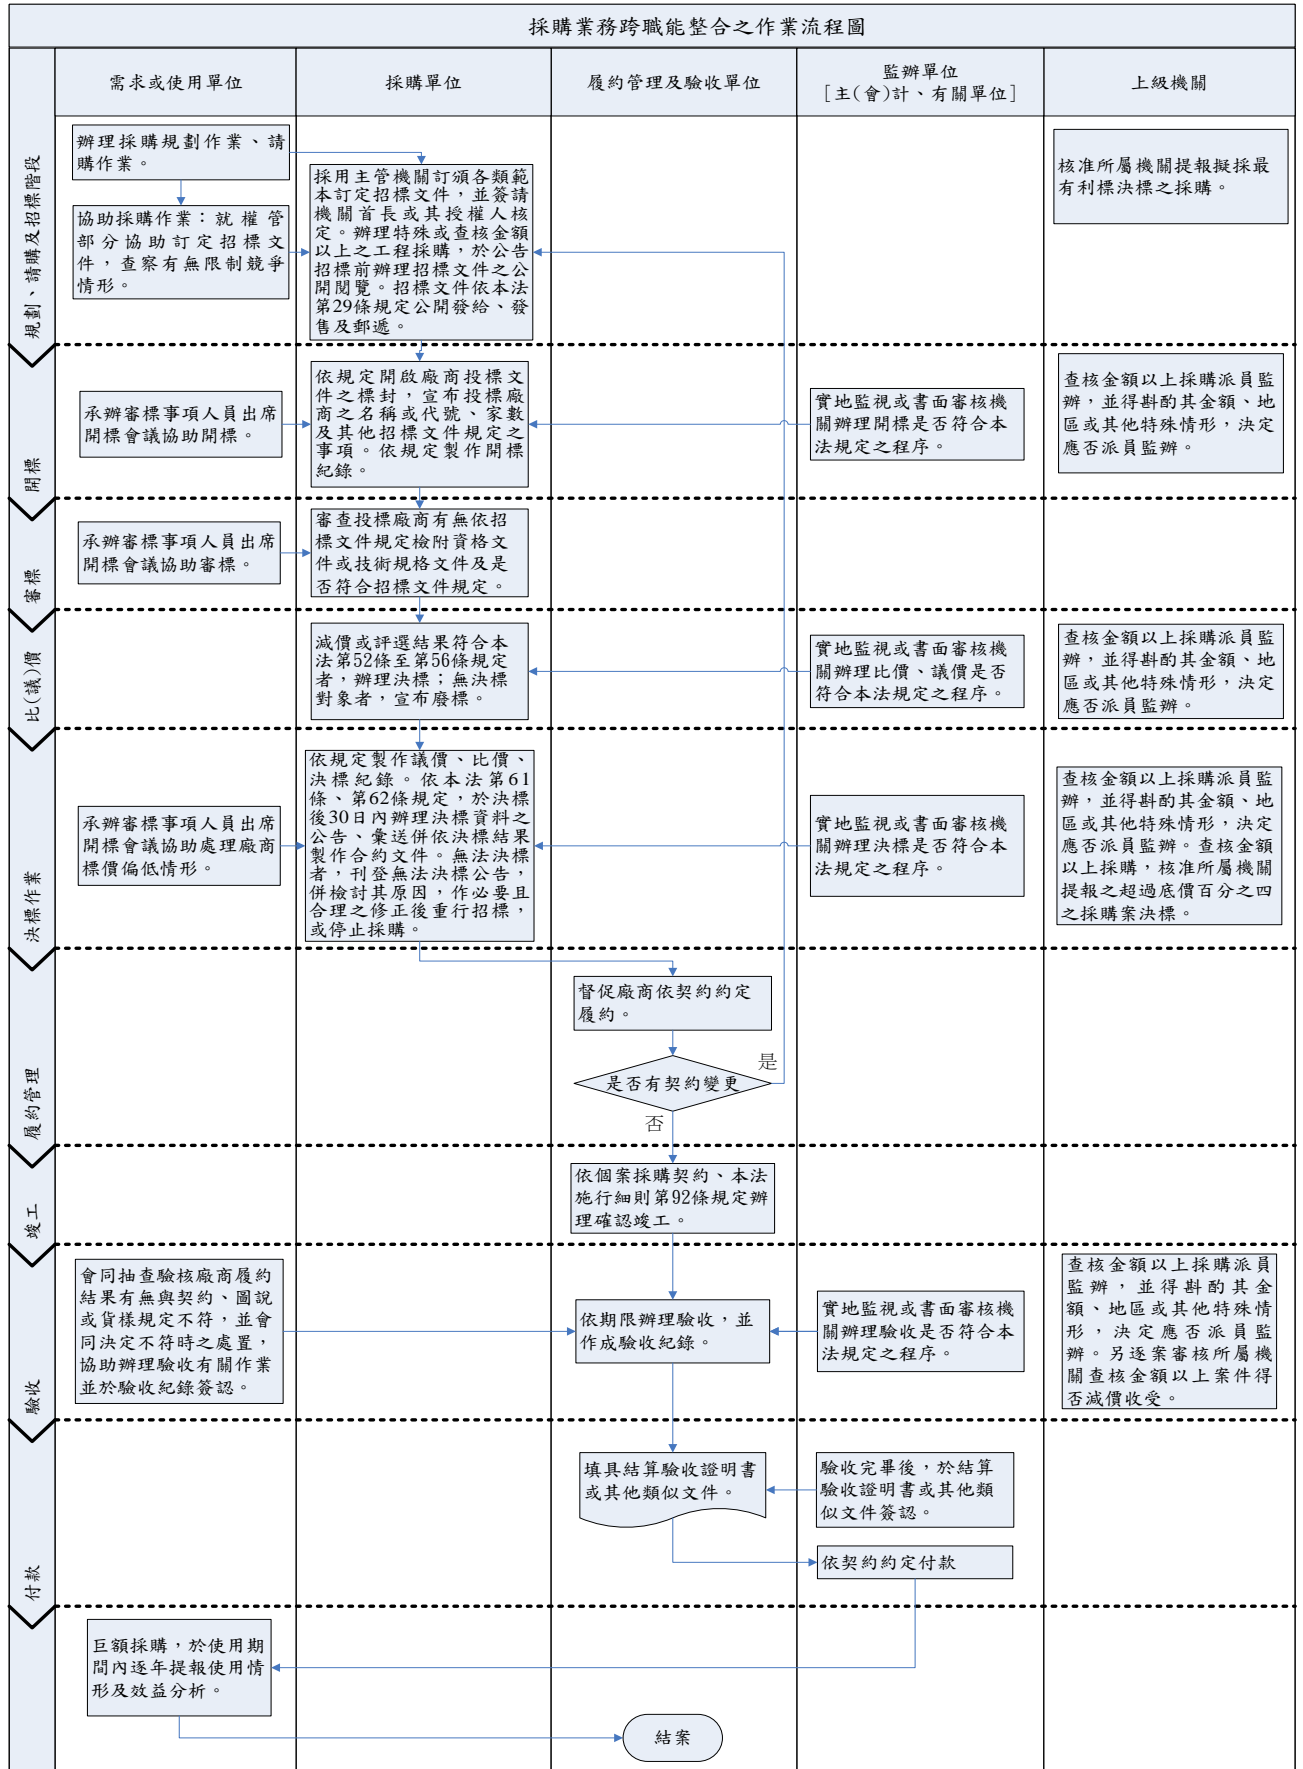 採購業務跨職能整合之作業流程圖
需求或使用單位
採購單位
履約管理及驗收單位
監辦單位
[主(會)計、有關單位]
上級機關
規劃、請購及招標階段
辦理採購規劃作業、請
購作業。
協助採購作業：就權管
部分協助訂定招標文
件，查察有無限制競爭
情形。
採用主管機關訂頒各類範
本訂定招標文件，並簽請
機關首長或其授權人核
定。辦理特殊或查核金額
以上之工程採購，於公告
招標前辦理招標文件之公
開閱覽。招標文件依本法
第29條規定公開發給、發
售及郵遞。
核准所屬機關提報擬採最
有利標決標之採購。
開標
承辦審標事項人員出席
開標會議協助開標。
依規定開啟廠商投標文
件之標封，宣布投標廠
商之名稱或代號、家數
及其他招標文件規定之
事項。依規定製作開標
紀錄。
實地監視或書面審核機
關辦理開標是否符合本
法規定之程序。
查核金額以上採購派員監
辦，並得斟酌其金額、地
區或其他特殊情形，決定
應否派員監辦。
審標
承辦審標事項人員出席
開標會議協助審標。
審查投標廠商有無依招
標文件規定檢附資格文
件或技術規格文件及是
否符合招標文件規定。
比(議)價
減價或評選結果符合本
法第52條至第56條規定
者，辦理決標；無決標
對象者，宣布廢標。
實地監視或書面審核機
關辦理比價、議價是否
符合本法規定之程序。
查核金額以上採購派員監
辦，並得斟酌其金額、地
區或其他特殊情形，決定
應否派員監辦。
決標作業
承辦審標事項人員出席
開標會議協助處理廠商
標價偏低情形。
依規定製作議價、比價、
決標紀錄。依本法第61
條、第62條規定，於決標
後30日內辦理決標資料之
公告、彙送併依決標結果
製作合約文件。無法決標
者，刊登無法決標公告，
併檢討其原因，作必要且
合理之修正後重行招標，
或停止採購。
實地監視或書面審核機
關辦理決標是否符合本
法規定之程序。
查核金額以上採購派員監
辦，並得斟酌其金額、地
區或其他特殊情形，決定
應否派員監辦。查核金額
以上採購，核准所屬機關
提報之超過底價百分之四
之採購案決標。
履約管理
督促廠商依契約約定
履約。
是否有契約變更
是
否
竣工
依個案採購契約、本法
施行細則第92條規定辦
理確認竣工。
驗收
會同抽查驗核廠商履約
結果有無與契約、圖說
或貨樣規定不符，並會
同決定不符時之處置，
協助辦理驗收有關作業
並於驗收紀錄簽認。
依期限辦理驗收，並
作成驗收紀錄。
實地監視或書面審核機
關辦理驗收是否符合本
法規定之程序。
查核金額以上採購派員
監辦，並得斟酌其金
額、地區或其他特殊情
形，決定應否派員監
辦。另逐案審核所屬機
關查核金額以上案件得
否減價收受。
付款
填具結算驗收證明書
或其他類似文件。
驗收完畢後，於結算
驗收證明書或其他類
似文件簽認。
依契約約定付款
巨額採購，於使用期
間內逐年提報使用情
形及效益分析。
結案